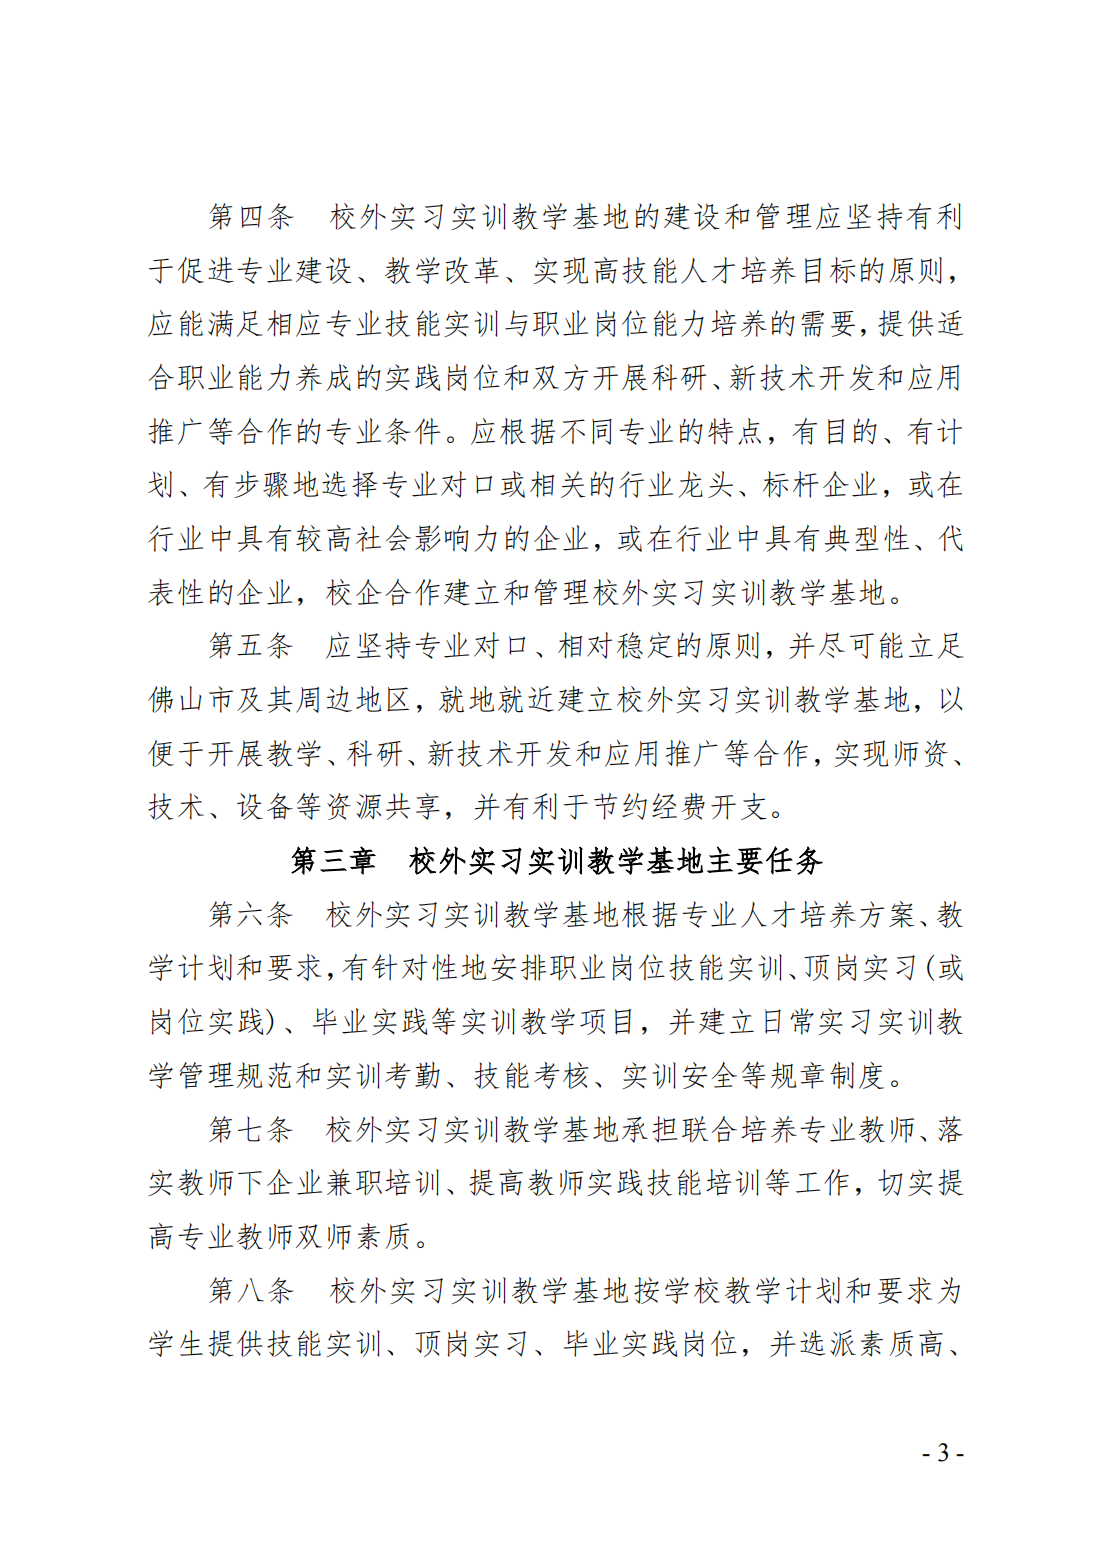 第四条　校外实习实训教学基地的建设和管理应坚持有利
于促进专业建设、教学改革、实现高技能人才培养目标的原则，
应能满足相应专业技能实训与职业岗位能力培养的需要，提供适
合职业能力养成的实践岗位和双方开展科研、新技术开发和应用
推广等合作的专业条件。应根据不同专业的特点，有目的、有计
划、有步骤地选择专业对口或相关的行业龙头、标杆企业，或在
行业中具有较高社会影响力的企业，或在行业中具有典型性、代
表性的企业，校企合作建立和管理校外实习实训教学基地。
第五条　应坚持专业对口、相对稳定的原则，并尽可能立足
佛山市及其周边地区，就地就近建立校外实习实训教学基地，以
便于开展教学、科研、新技术开发和应用推广等合作，实现师资、
技术、设备等资源共享，并有利于节约经费开支。
第三章　校外实习实训教学基地主要任务
第六条　校外实习实训教学基地根据专业人才培养方案、教
学计划和要求，有针对性地安排职业岗位技能实训、顶岗实习(或
岗位实践)、毕业实践等实训教学项目，并建立日常实习实训教
学管理规范和实训考勤、技能考核、实训安全等规章制度。
第七条　校外实习实训教学基地承担联合培养专业教师、落
实教师下企业兼职培训、提高教师实践技能培训等工作，切实提
高专业教师双师素质。
第八条　校外实习实训教学基地按学校教学计划和要求为
学生提供技能实训、顶岗实习、毕业实践岗位，并选派素质高、
- 3 -